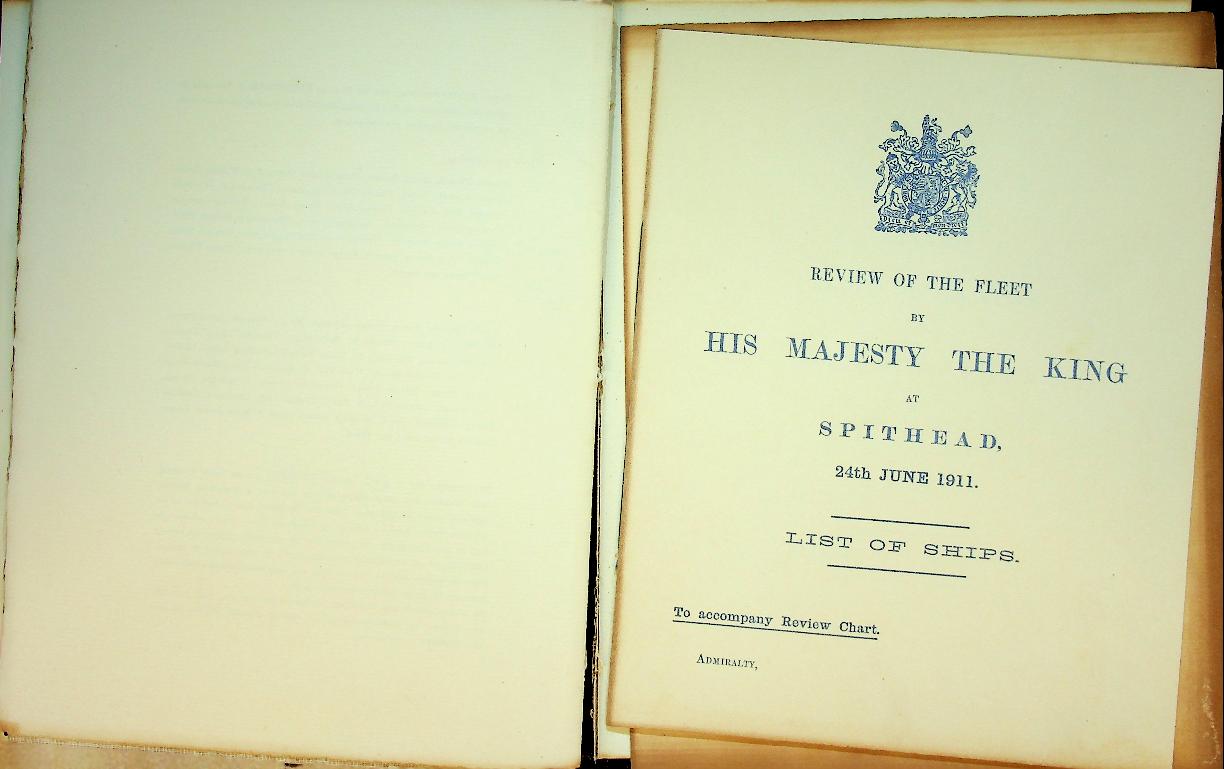 REVIEW OF THE FLEET
BY
HIS MAJESTY THE KING
AT
SPITHEAD,
24th JUNE 1911.
LIST OF SHIPS.
To accompany Review Chart.
ADMIRALTY,